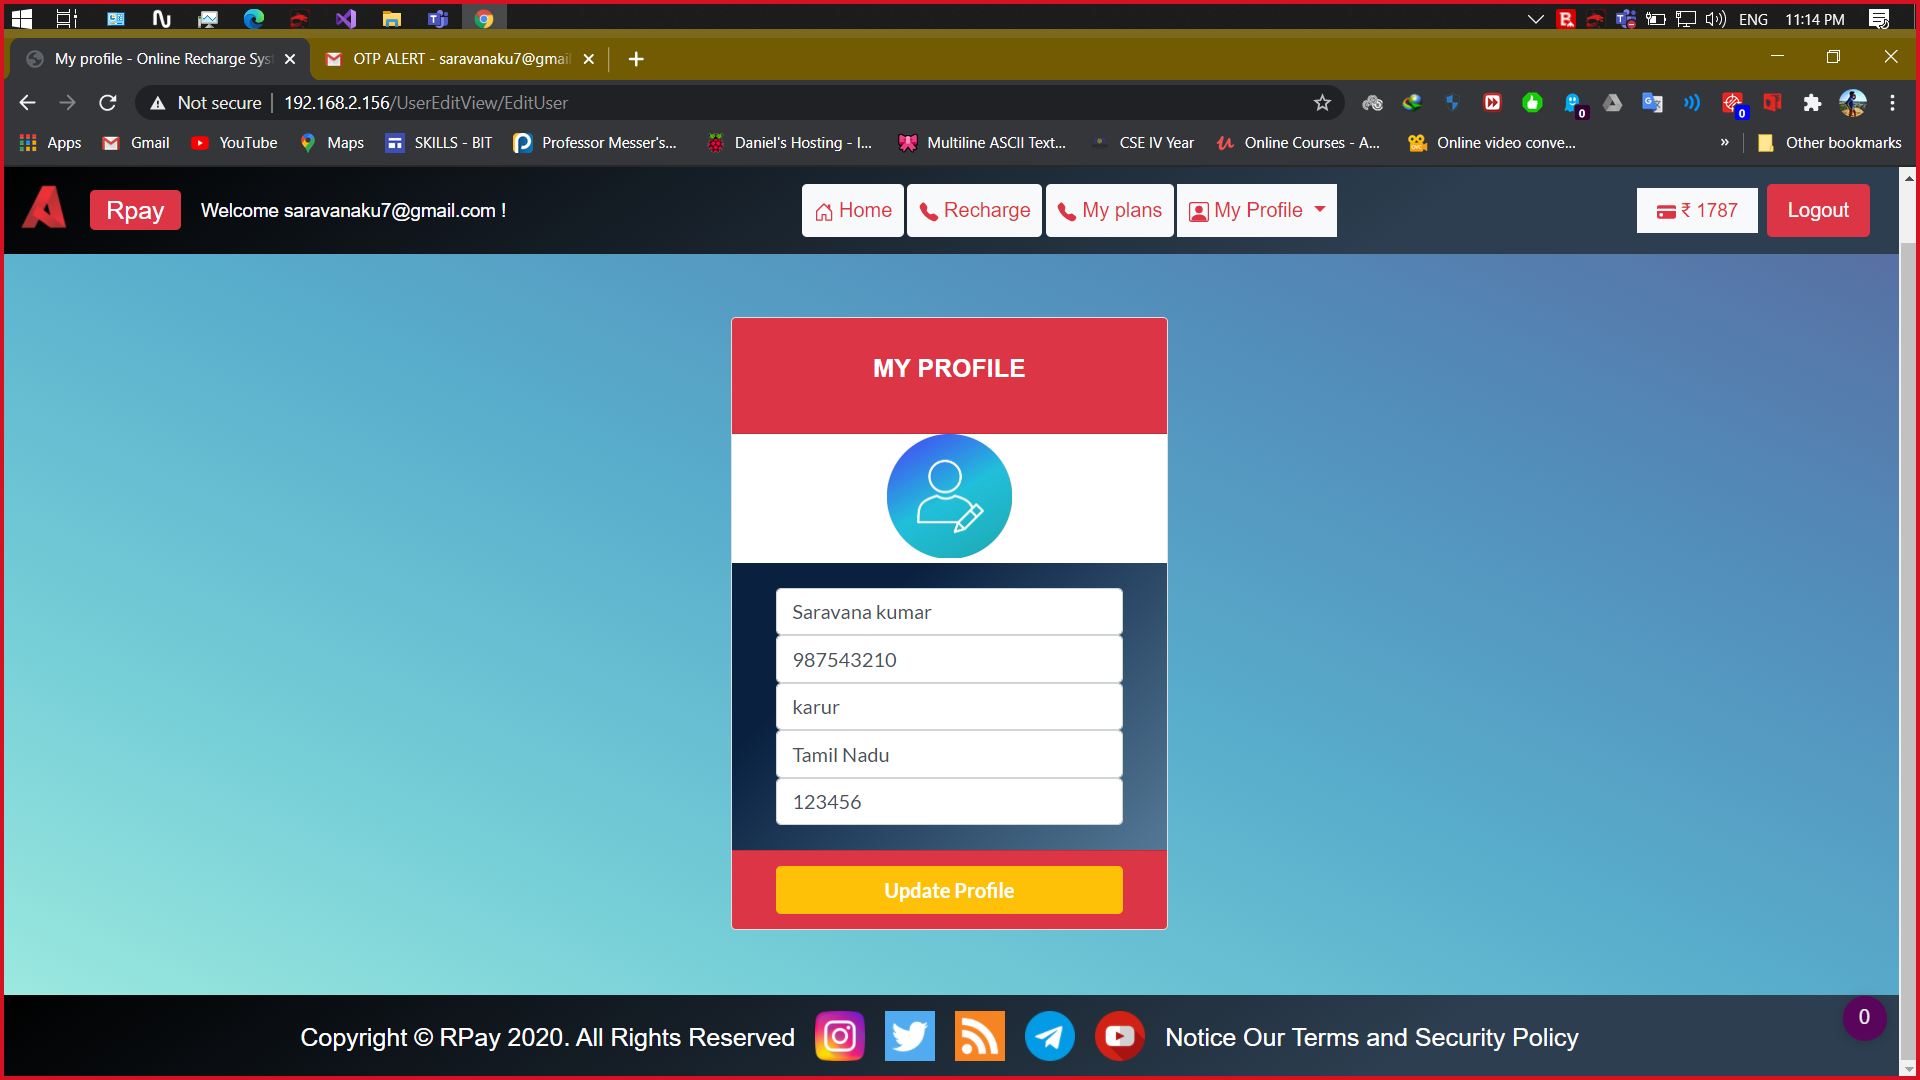 ENG 11:14 PM
My profile - Online Recharge Sys
OTP ALERT - saravanaku7@gmail
Not secure 192.168.2.156/UserEditView/EditUser
0 0
Apps Gmail YouTube Maps SKILLS - BIT Professor Messer's... Daniel's Hosting - I... Multiline ASCII Text... CSE IV Year Online Courses - A... Online video conve... » Other bookmarks
Rpay Welcome saravanaku7@gmail.com ! Home Recharge My plans My Profile ₹ 1787 Logout
MY PROFILE
Saravana kumar
987543210
karur
Tamil Nadu
123456
Update Profile
Copyright © RPay 2020. All Rights Reserved Notice Our Terms and Security Policy
0